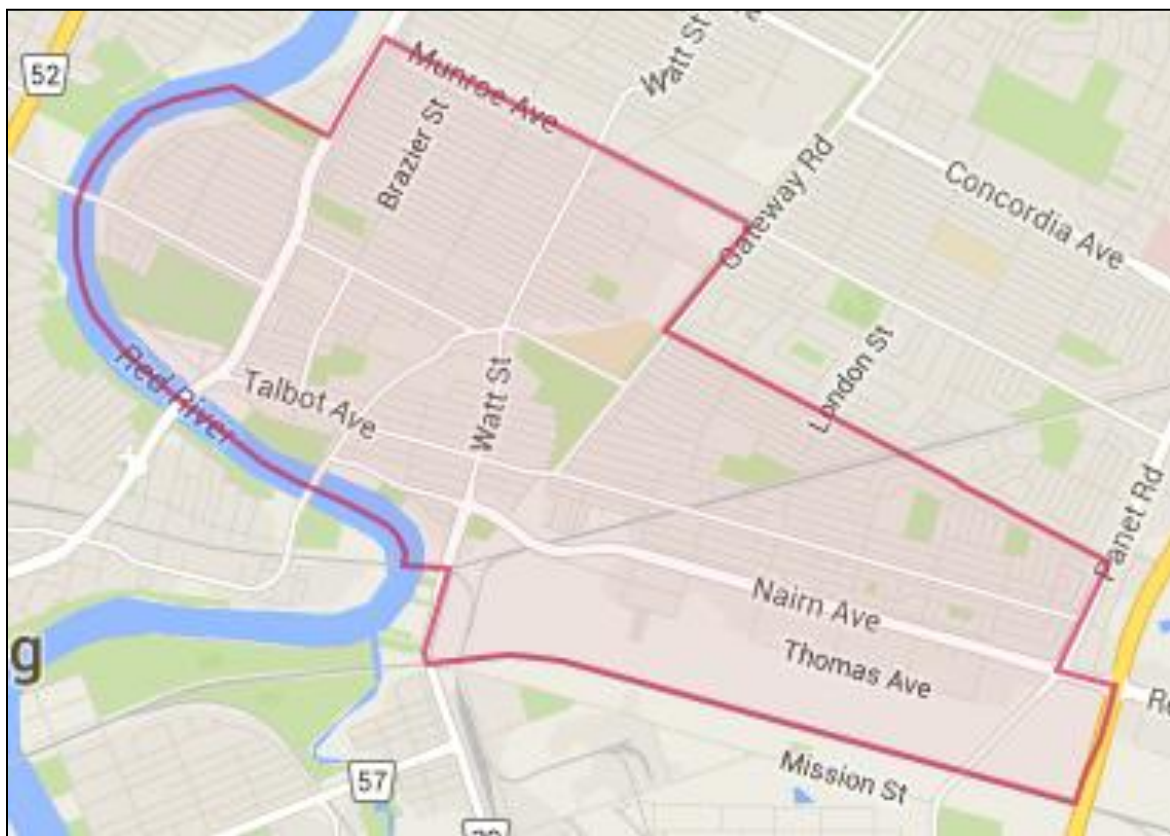 52
Munroe Ave
Watt St
Brazier St
Gateway Rd
Concordia Ave
London St
Red River
Talbot Ave
Watt St
Panet Rd
Nairn Ave
Thomas Ave
g
Re
Mission St
57